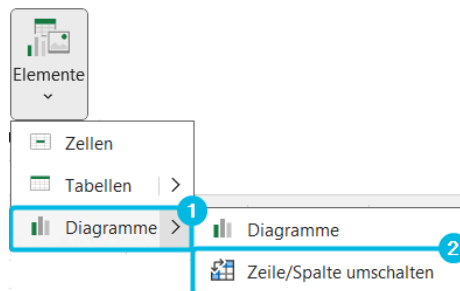 Elemente
Zellen
Tabellen
Diagramme
1
Diagramme
2
Zeile/Spalte umschalten